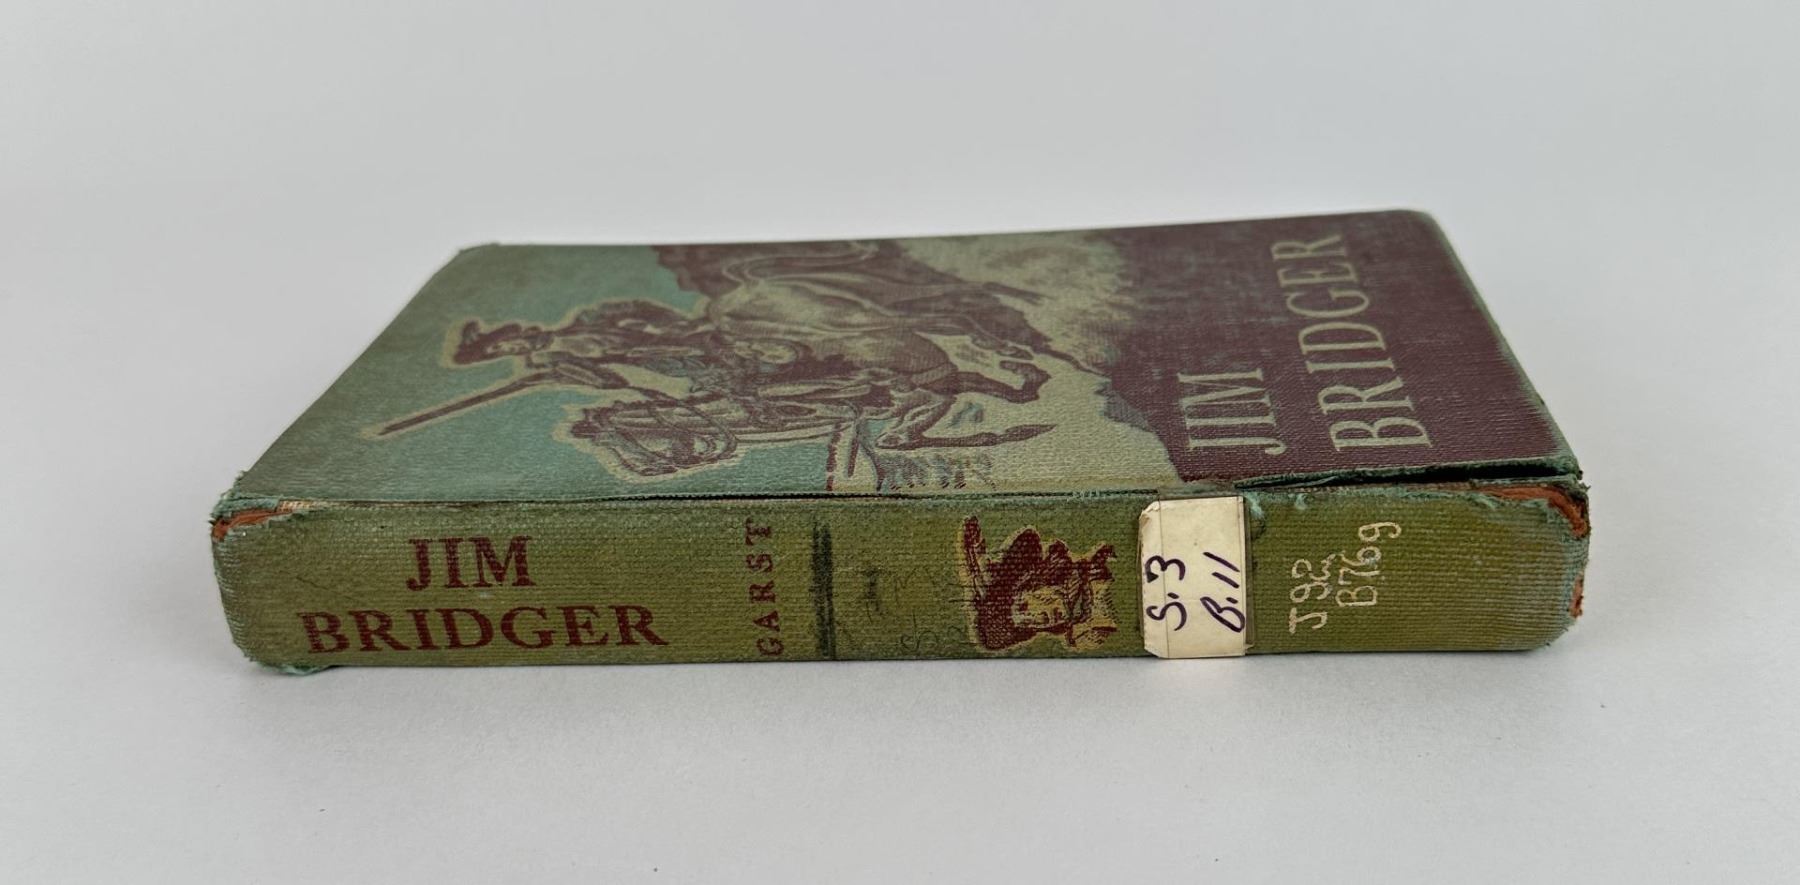 JIM
BRIDGER
JIM
BRIDGER
GARST
S.3
B.11
J92
B769